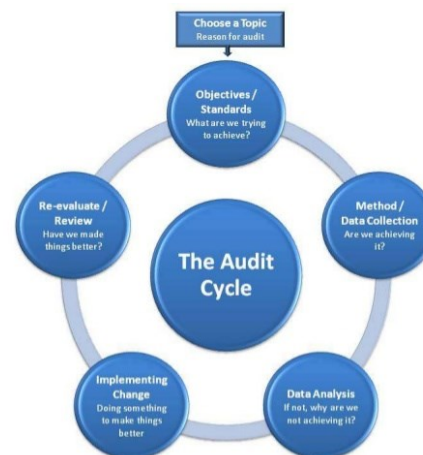 Choose a Topic
Reason for audit
Objectives /
Standards
What are we trying
to achieve?
Method /
Data Collection
Are we achieving
it?
Data Analysis
If not, why are we
not achieving it?
Implementing
Change
Doing something
to make things
better
Re-evaluate /
Review
Have we made
things better?
The Audit
Cycle